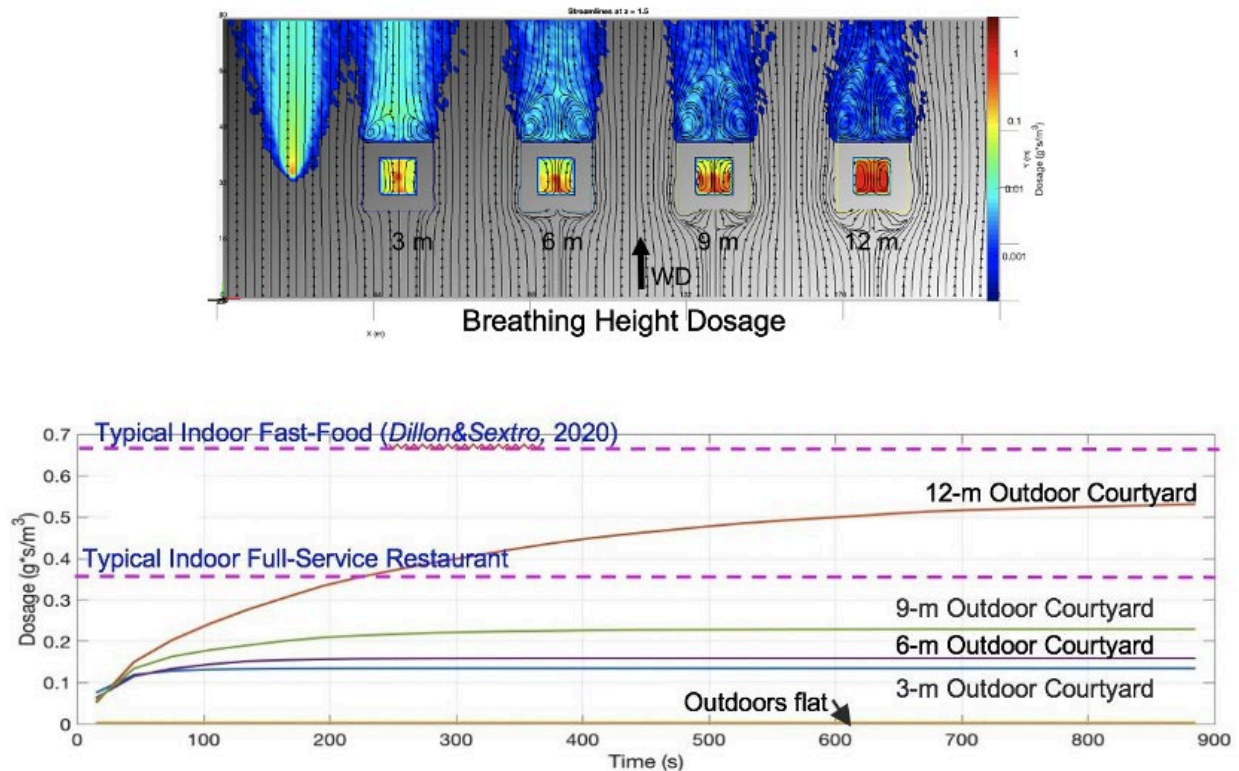 Streamlines at z = 1.5
80
1
0.1
0.01
0.001
Y (m)
Dosage (g*s/m³)
3 m
6 m
9 m
12 m
WD
X (m)
Breathing Height Dosage
Typical Indoor Fast-Food (Dillon&Sextro, 2020)
12-m Outdoor Courtyard
Typical Indoor Full-Service Restaurant
9-m Outdoor Courtyard
6-m Outdoor Courtyard
3-m Outdoor Courtyard
Outdoors flat
Dosage (g*s/m³)
0.7
0.6
0.5
0.4
0.3
0.2
0.1
0
0 100 200 300 400 500 600 700 800 900
Time (s)